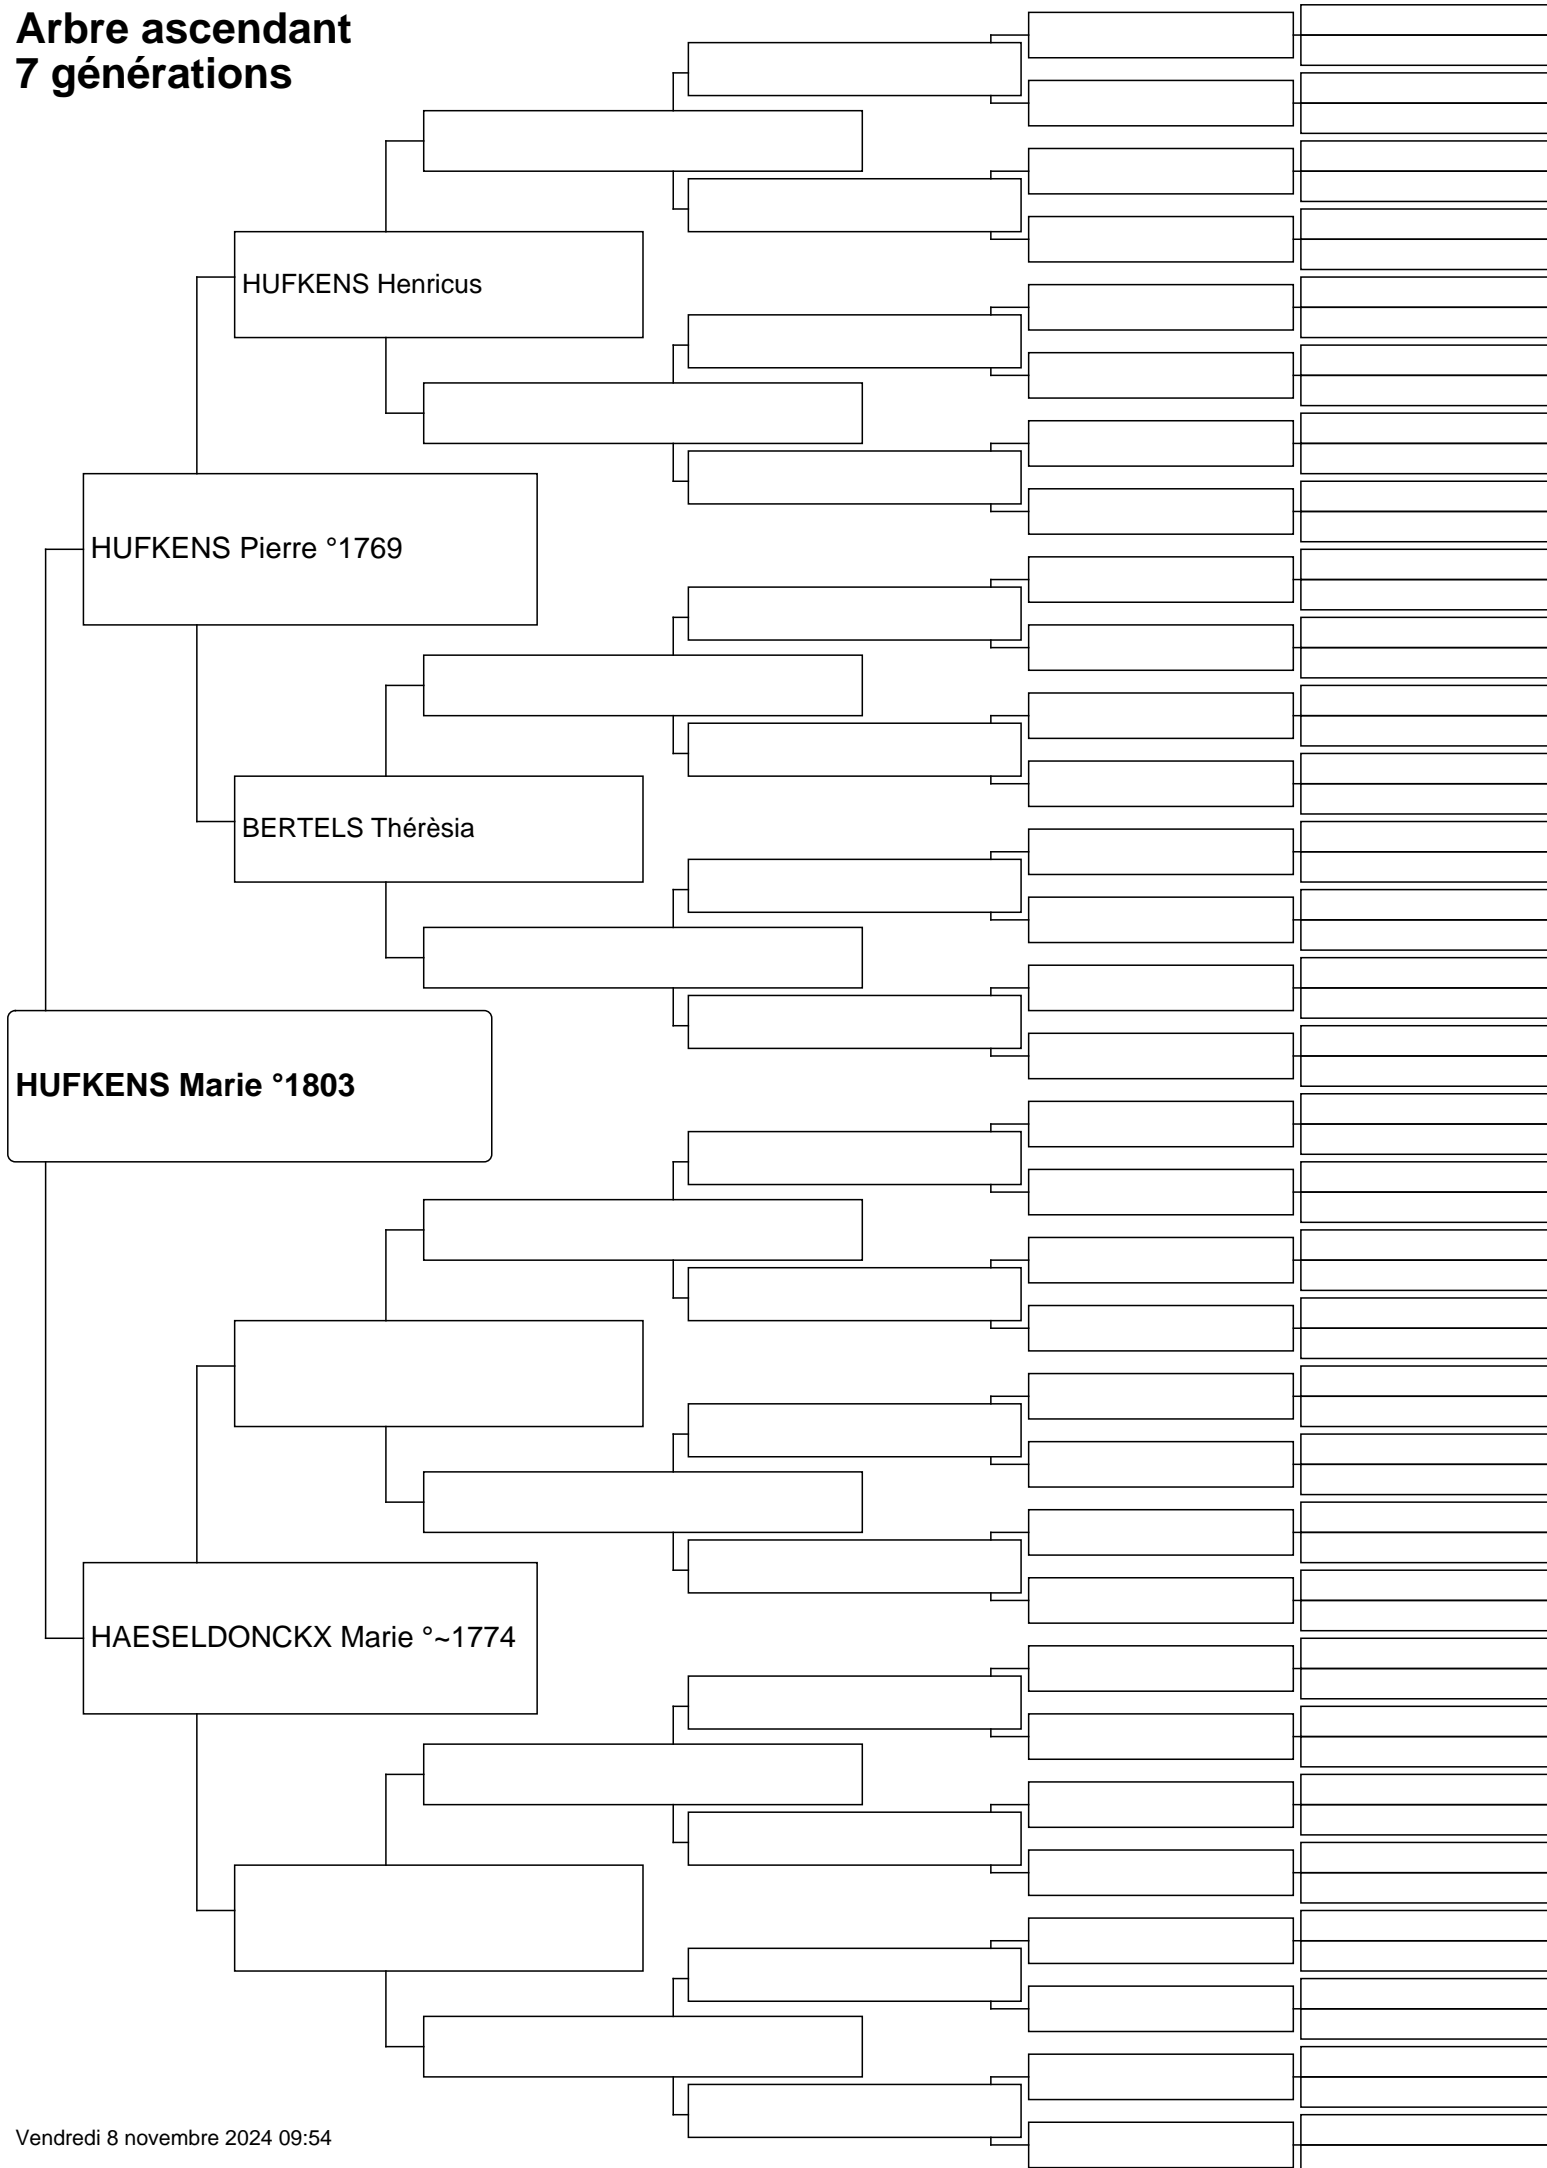 Arbre ascendant
7 générations
HUFKENS Henricus
HUFKENS Pierre °1769
BERTELS Thérèsia
HUFKENS Marie °1803
HAESELDONCKX Marie °~1774
Vendredi 8 novembre 2024 09:54